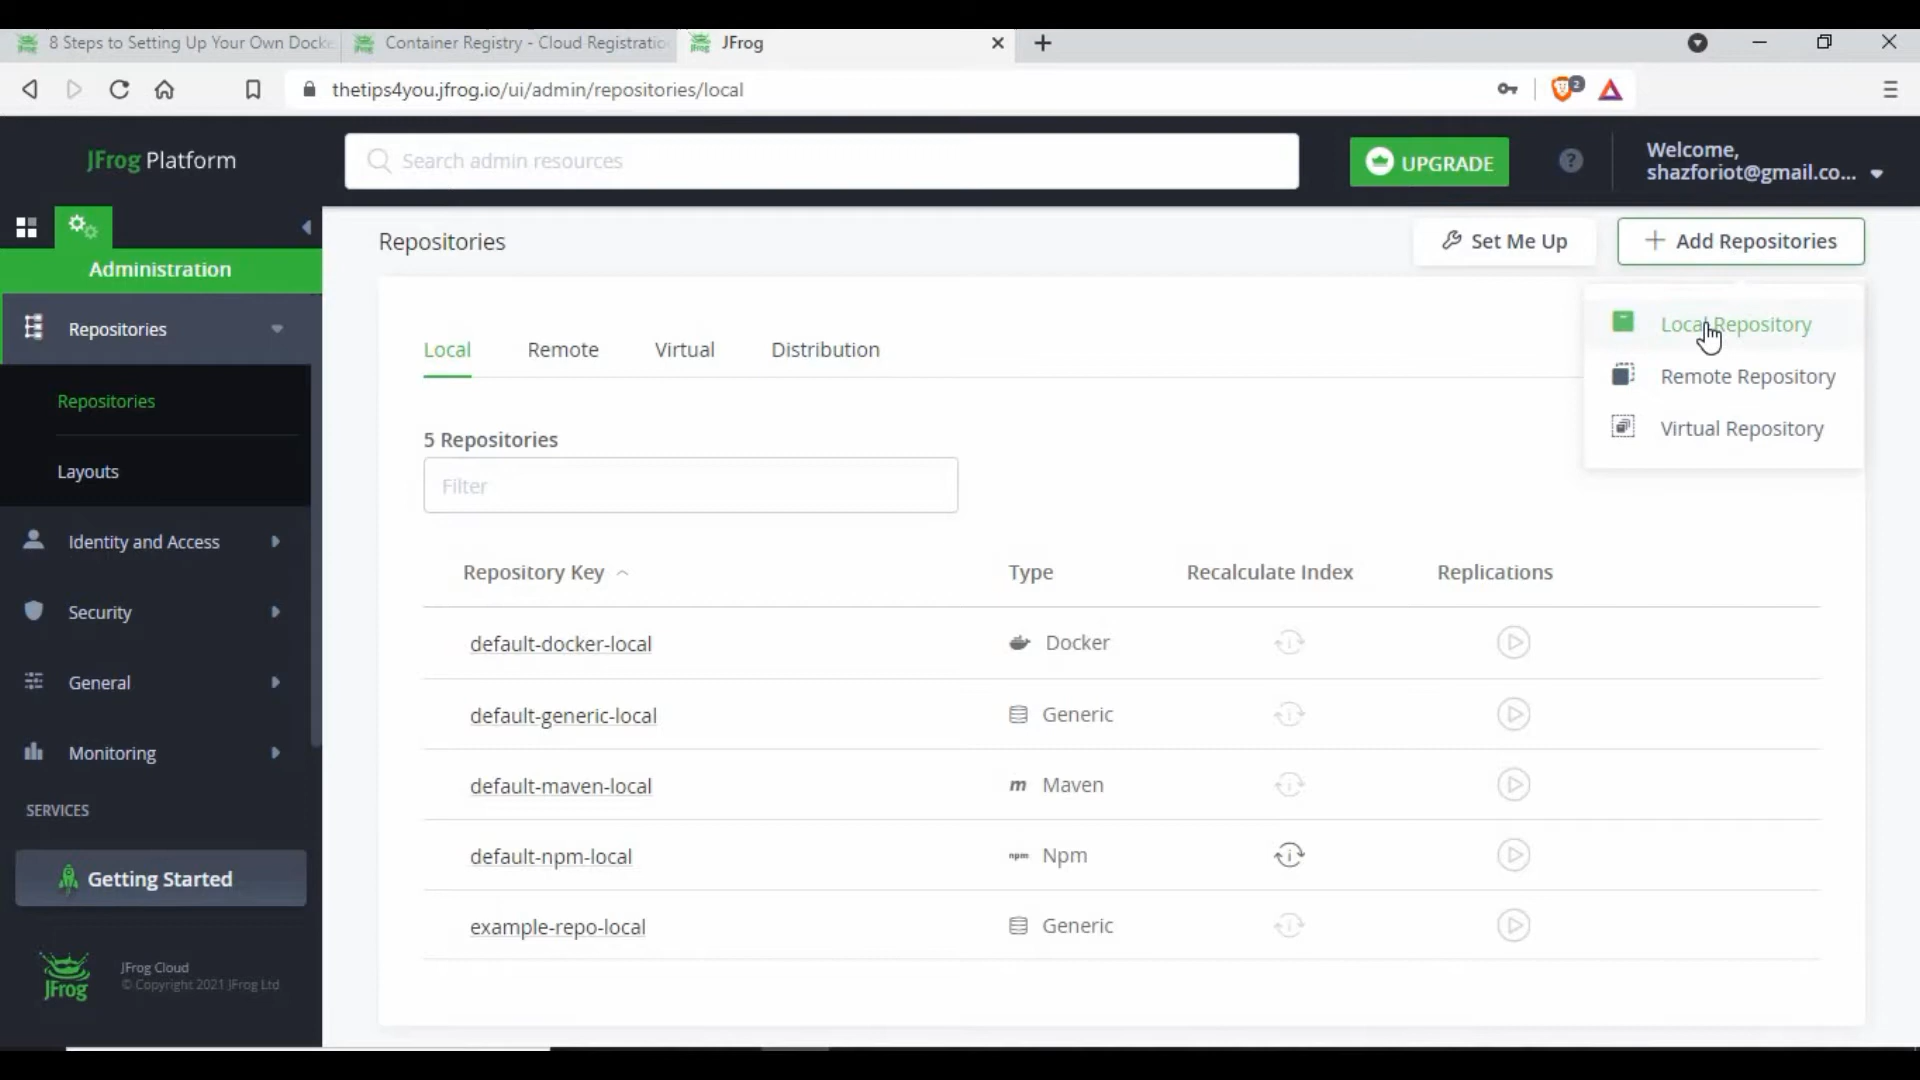 8 Steps to Setting Up Your Own Docke
Container Registry - Cloud Registratio
JFrog
thetips4you.jfrog.io/ui/admin/repositories/local
2
JFrog Platform
Search admin resources
UPGRADE
Welcome,
shazforiot@gmail.co...
Administration
Repositories
Repositories
Layouts
Identity and Access
Security
General
Monitoring
SERVICES
Getting Started
JFrog
JFrog Cloud
© Copyright 2021 JFrog Ltd
Repositories
Set Me Up
Add Repositories
Local Repository
Remote Repository
Virtual Repository
Local Remote Virtual Distribution
5 Repositories
Filter
Repository Key Type Recalculate Index Replications
default-docker-local Docker
default-generic-local Generic
default-maven-local m Maven
default-npm-local npm Npm
example-repo-local Generic